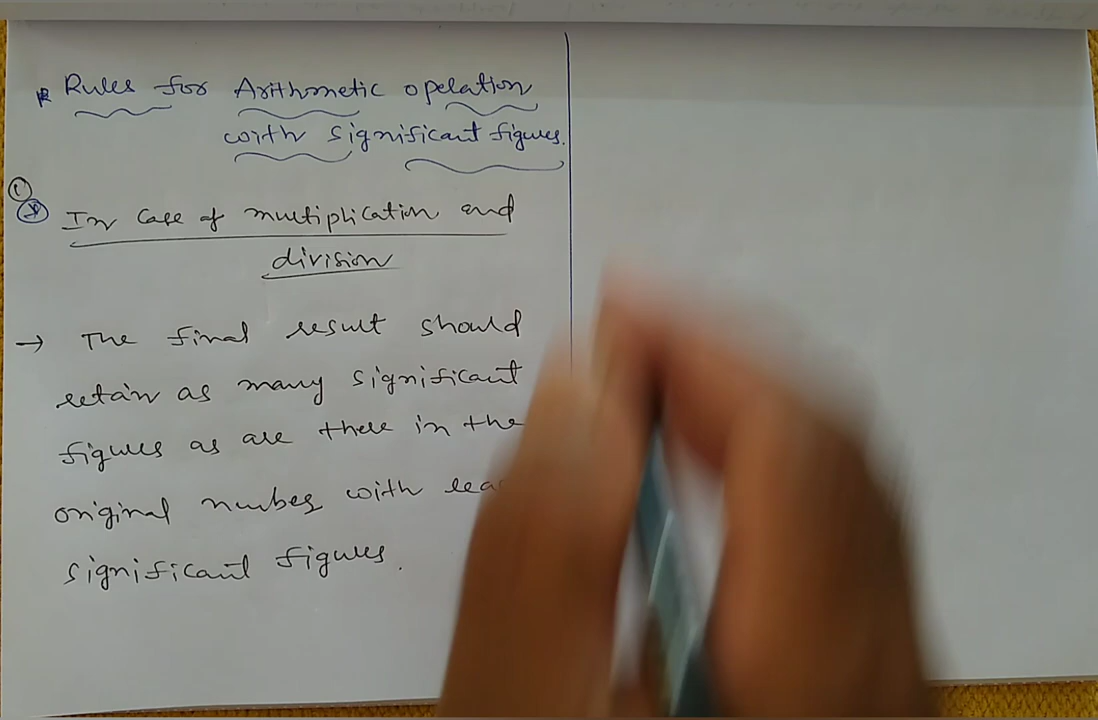 Rules for Arithmetic operation
with significant figures.
①
In case of multiplication and
division
→ The final result should
retain as many significant
figures as are there in the
original number with
significant figures.